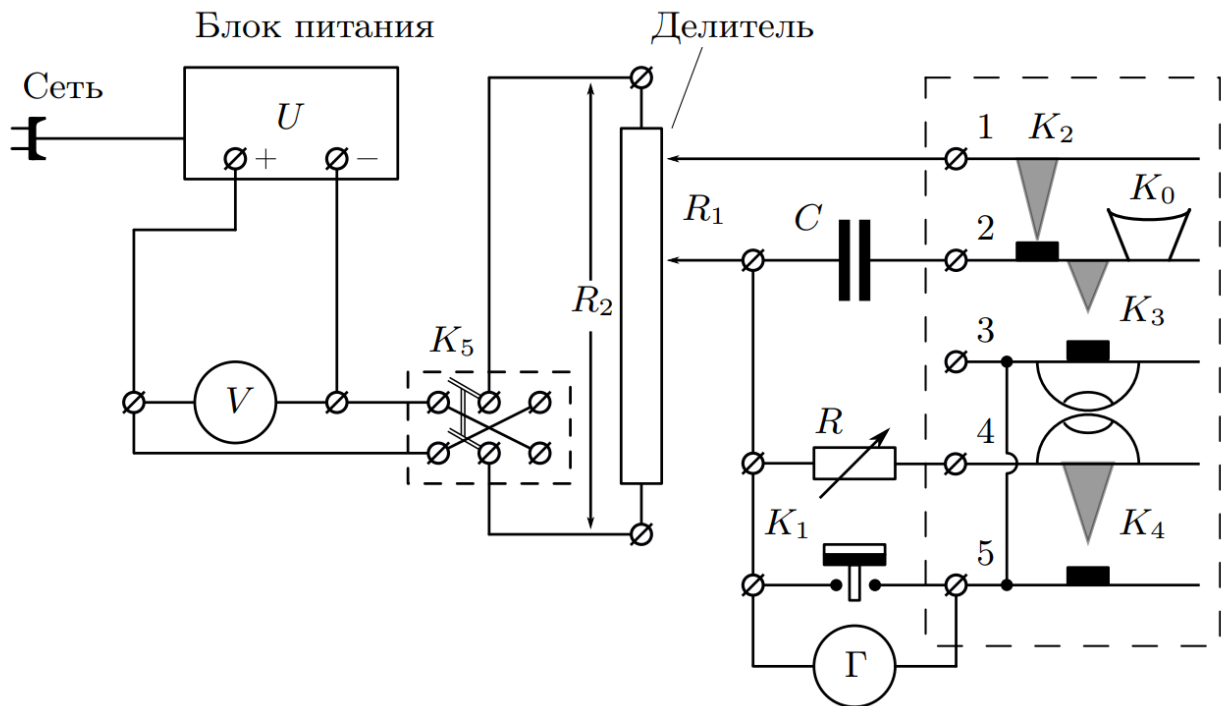 Блок питания
Делитель
Сеть
U
+
−
1
K₂
K₀
R₁
C
2
R₂
K₅
3
K₃
V
R
4
K₁
5
K₄
Г